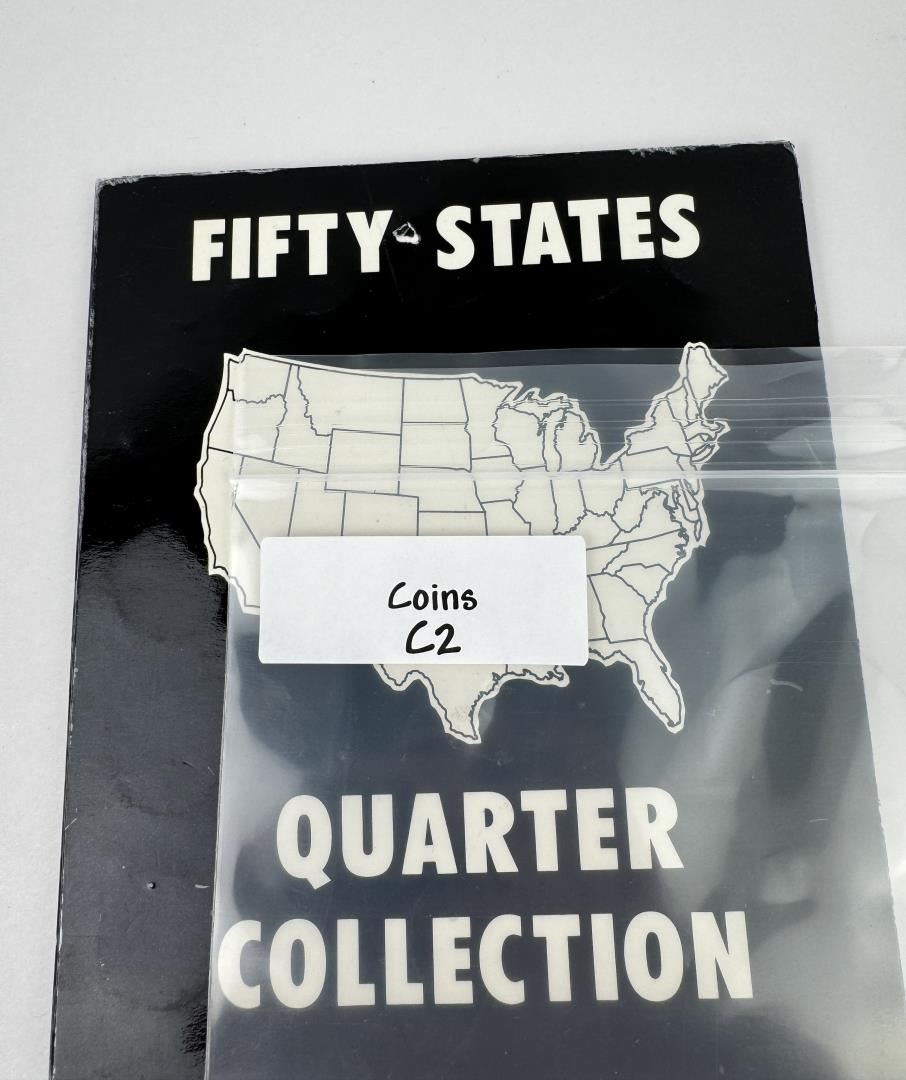 FIFTY STATES
Coins
C2
QUARTER
COLLECTION